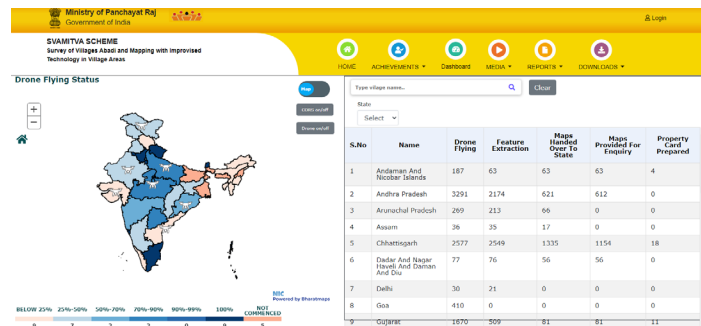 Ministry of Panchayat Raj
Government of India
Login
SVAMITVA SCHEME
Survey of Villages Abadi and Mapping with Improvised
Technology in Village Areas
HOME ACHIEVEMENTS Dashboard MEDIA REPORTS DOWNLOADS
Drone Flying Status
Map
CORS on/off
Drone on/off
+
−
NIC
Powered by Bharatmaps
BELOW 25% 25%-50% 50%-70% 70%-90% 90%-99% 100% NOT COMMENCED
Type village name.. Clear
State
Select
S.No Name Drone Flying Feature Extraction Maps Handed Over To State Maps Provided For Enquiry Property Card Prepared
1 Andaman And Nicobar Islands 187 63 63 63 4
2 Andhra Pradesh 3291 2174 621 612 0
3 Arunachal Pradesh 269 213 66 0 0
4 Assam 36 35 17 0 0
5 Chhattisgarh 2577 2549 1335 1154 18
6 Dadar And Nagar Haveli And Daman And Diu 77 76 56 56 0
7 Delhi 30 21 0 0 0
8 Goa 410 0 0 0 0
9 Gujarat 1670 509 81 81 11